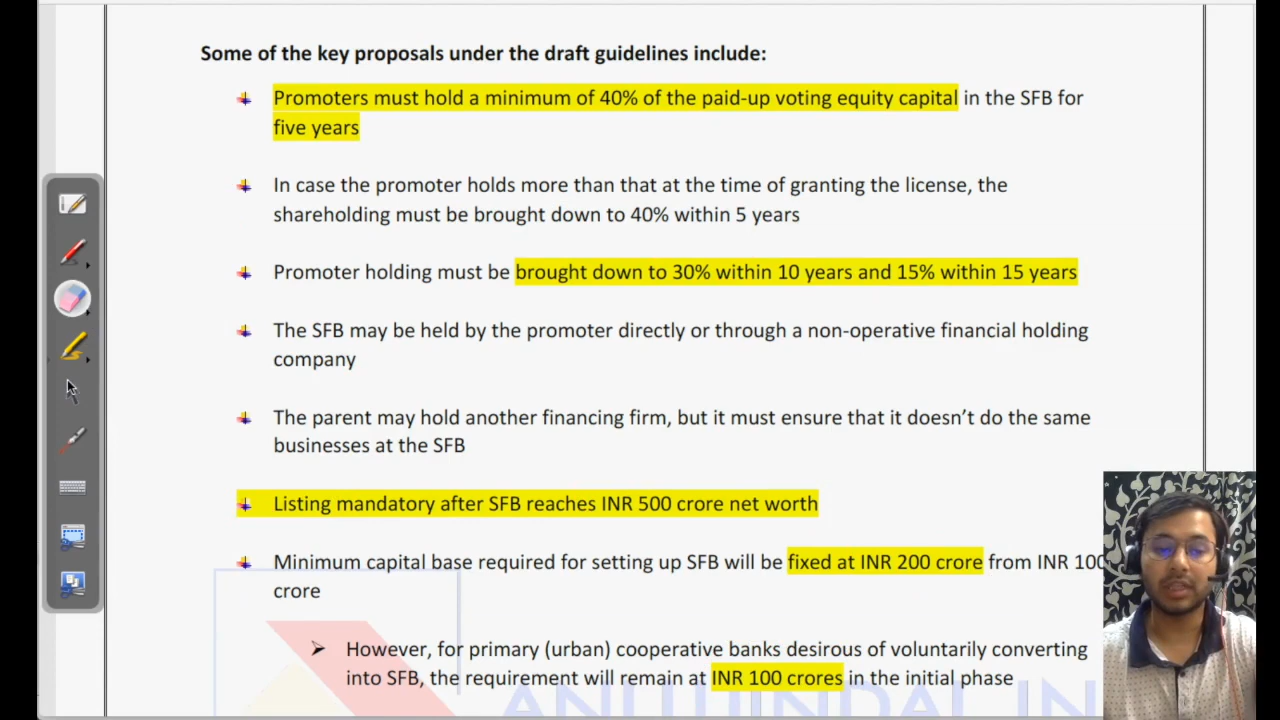 Some of the key proposals under the draft guidelines include:
Promoters must hold a minimum of 40% of the paid-up voting equity capital in the SFB for
five years
In case the promoter holds more than that at the time of granting the license, the
shareholding must be brought down to 40% within 5 years
Promoter holding must be brought down to 30% within 10 years and 15% within 15 years
The SFB may be held by the promoter directly or through a non-operative financial holding
company
The parent may hold another financing firm, but it must ensure that it doesn’t do the same
businesses at the SFB
Listing mandatory after SFB reaches INR 500 crore net worth
Minimum capital base required for setting up SFB will be fixed at INR 200 crore from INR 100
crore
However, for primary (urban) cooperative banks desirous of voluntarily converting
into SFB, the requirement will remain at INR 100 crores in the initial phase